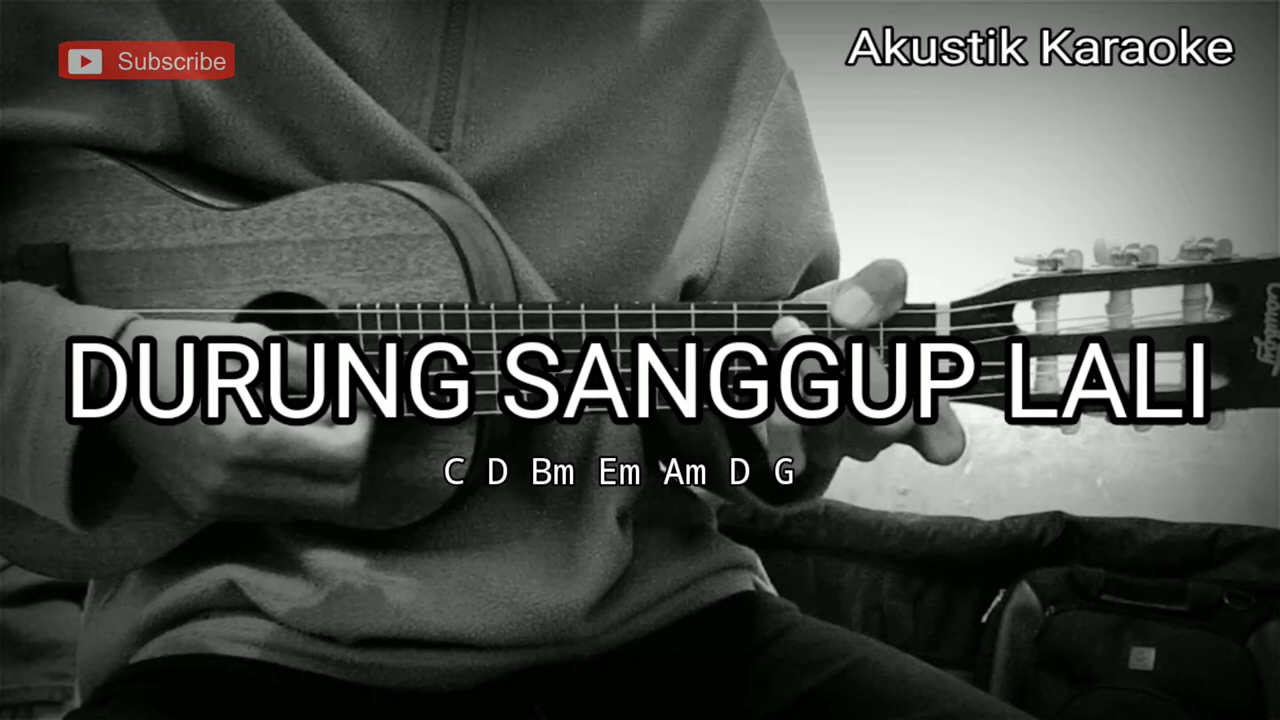 Subscribe
Akustik Karaoke
DURUNG SANGGUP LALI
C D Bm Em Am D G